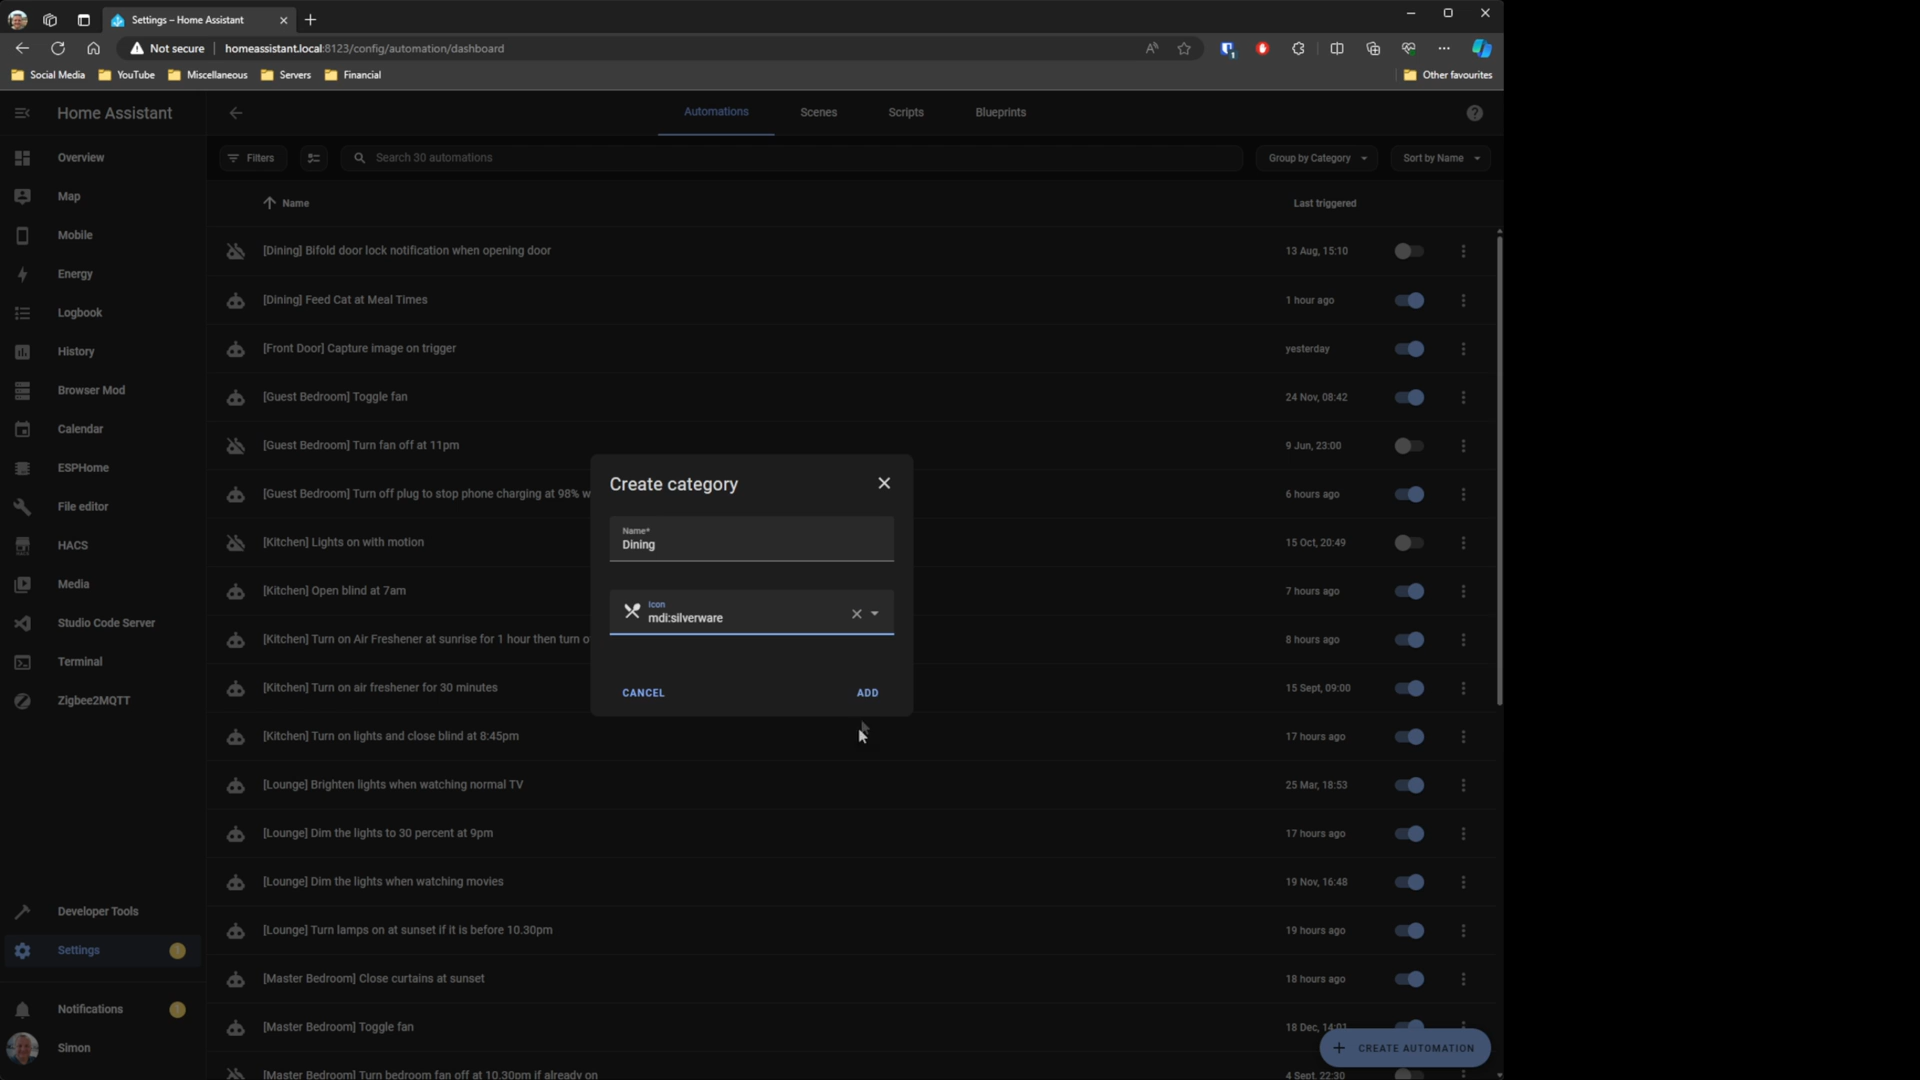 Settings – Home Assistant
Not secure
homeassistant.local:8123/config/automation/dashboard
Social Media
YouTube
Miscellaneous
Servers
Financial
Other favourites
Home Assistant
Automations
Scenes
Scripts
Blueprints
Overview
Map
Mobile
Energy
Logbook
History
Browser Mod
Calendar
ESPHome
File editor
HACS
Media
Studio Code Server
Terminal
Zigbee2MQTT
Developer Tools
Settings
Notifications
Simon
Filters
Search 30 automations
Group by Category
Sort by Name
Name
Last triggered
[Dining] Bifold door lock notification when opening door
13 Aug, 15:10
[Dining] Feed Cat at Meal Times
1 hour ago
[Front Door] Capture image on trigger
yesterday
[Guest Bedroom] Toggle fan
24 Nov, 08:42
[Guest Bedroom] Turn fan off at 11pm
9 Jun, 23:00
[Guest Bedroom] Turn off plug to stop phone charging at 98% w
6 hours ago
[Kitchen] Lights on with motion
15 Oct, 20:49
[Kitchen] Open blind at 7am
7 hours ago
[Kitchen] Turn on Air Freshener at sunrise for 1 hour then turn o
8 hours ago
[Kitchen] Turn on air freshener for 30 minutes
15 Sept, 09:00
[Kitchen] Turn on lights and close blind at 8:45pm
17 hours ago
[Lounge] Brighten lights when watching normal TV
25 Mar, 18:53
[Lounge] Dim the lights to 30 percent at 9pm
17 hours ago
[Lounge] Dim the lights when watching movies
19 Nov, 16:48
[Lounge] Turn lamps on at sunset if it is before 10.30pm
19 hours ago
[Master Bedroom] Close curtains at sunset
18 hours ago
[Master Bedroom] Toggle fan
18 Dec, 14:01
[Master Bedroom] Turn bedroom fan off at 10.30pm if already on
4 Sept, 22:30
CREATE AUTOMATION
Create category
Name*
Dining
Icon
mdi:silverware
CANCEL
ADD